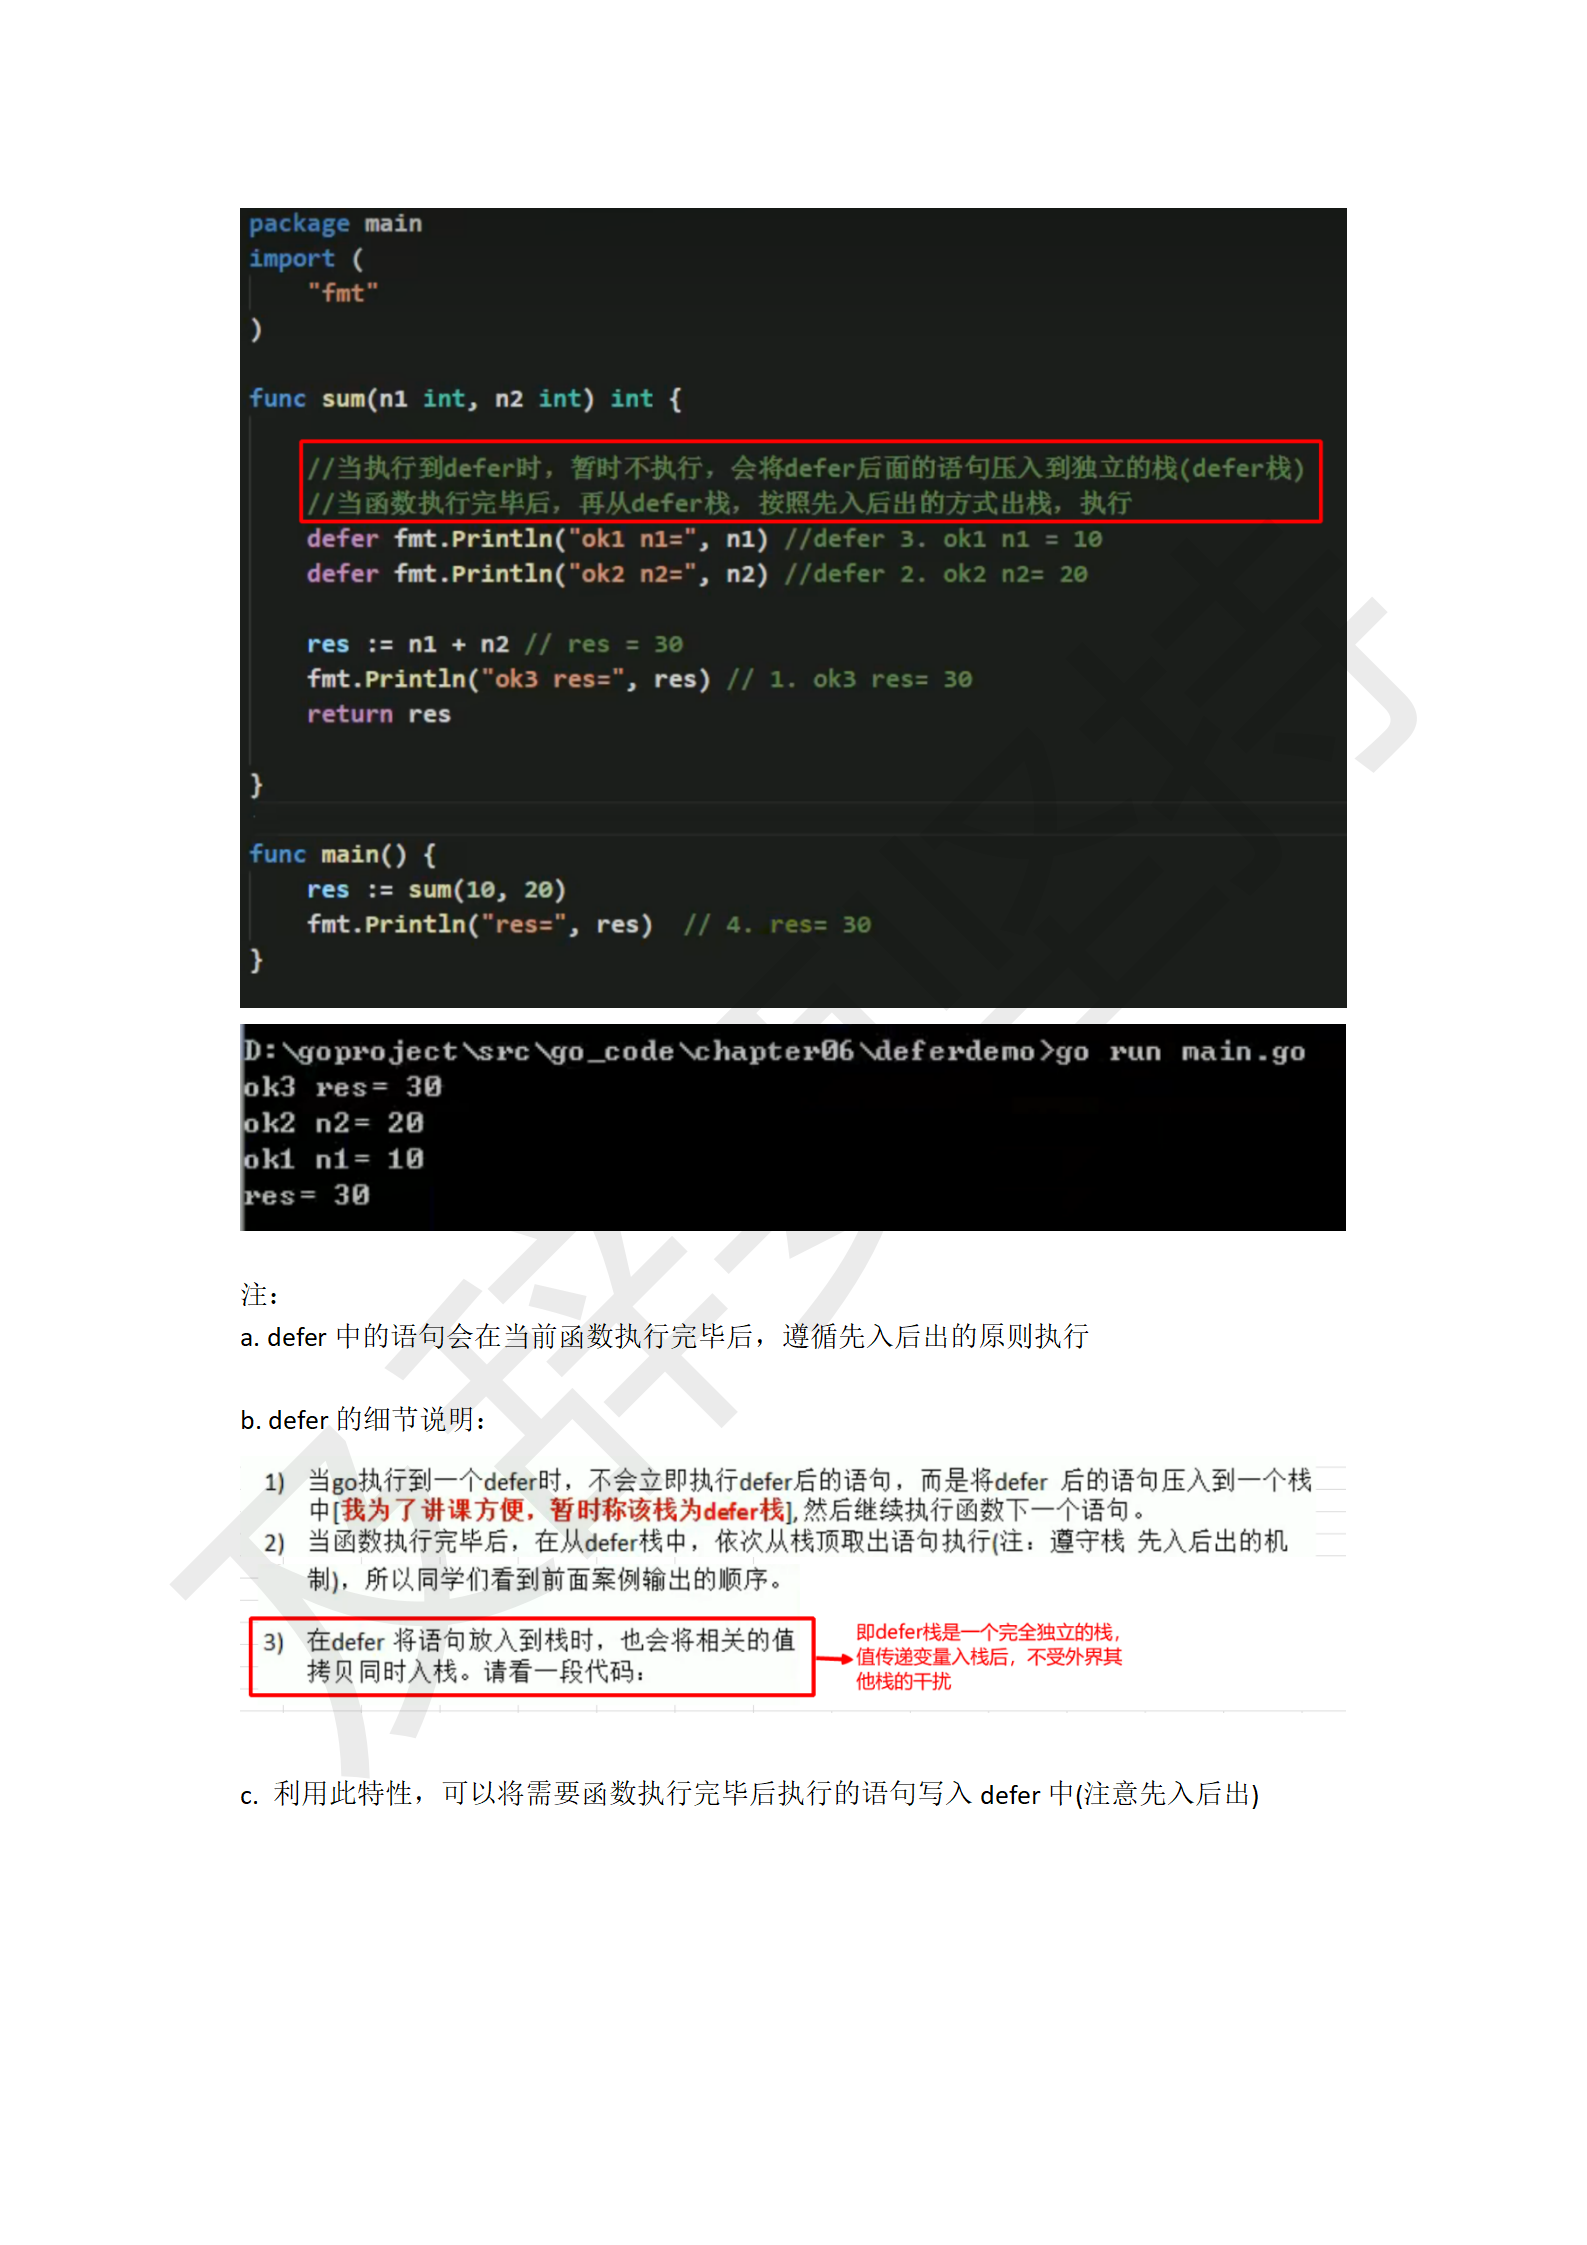 package main
import (
"fmt"
)
func sum(n1 int, n2 int) int {
//当执行到defer时，暂时不执行，会将defer后面的语句压入到独立的栈(defer栈)
//当函数执行完毕后，再从defer栈，按照先入后出的方式出栈，执行
defer fmt.Println("ok1 n1=", n1) //defer 3. ok1 n1 = 10
defer fmt.Println("ok2 n2=", n2) //defer 2. ok2 n2= 20
res := n1 + n2 // res = 30
fmt.Println("ok3 res=", res) // 1. ok3 res= 30
return res
}
func main() {
res := sum(10, 20)
fmt.Println("res=", res) // 4. res= 30
}
D:\goproject\src\go_code\chapter06\deferdemo>go run main.go
ok3 res= 30
ok2 n2= 20
ok1 n1= 10
res= 30
注：
a. defer 中的语句会在当前函数执行完毕后，遵循先入后出的原则执行
b. defer 的细节说明：
1) 当go执行到一个defer时，不会立即执行defer后的语句，而是将defer 后的语句压入到一个栈
中[我为了讲课方便，暂时称该栈为defer栈],然后继续执行函数下一个语句。
2) 当函数执行完毕后，在从defer栈中，依次从栈顶取出语句执行(注：遵守栈 先入后出的机
制)，所以同学们看到前面案例输出的顺序。
3) 在defer 将语句放入到栈时，也会将相关的值
拷贝同时入栈。请看一段代码：
即defer栈是一个完全独立的栈，
值传递变量入栈后，不受外界其
他栈的干扰
c. 利用此特性，可以将需要函数执行完毕后执行的语句写入 defer 中(注意先入后出)